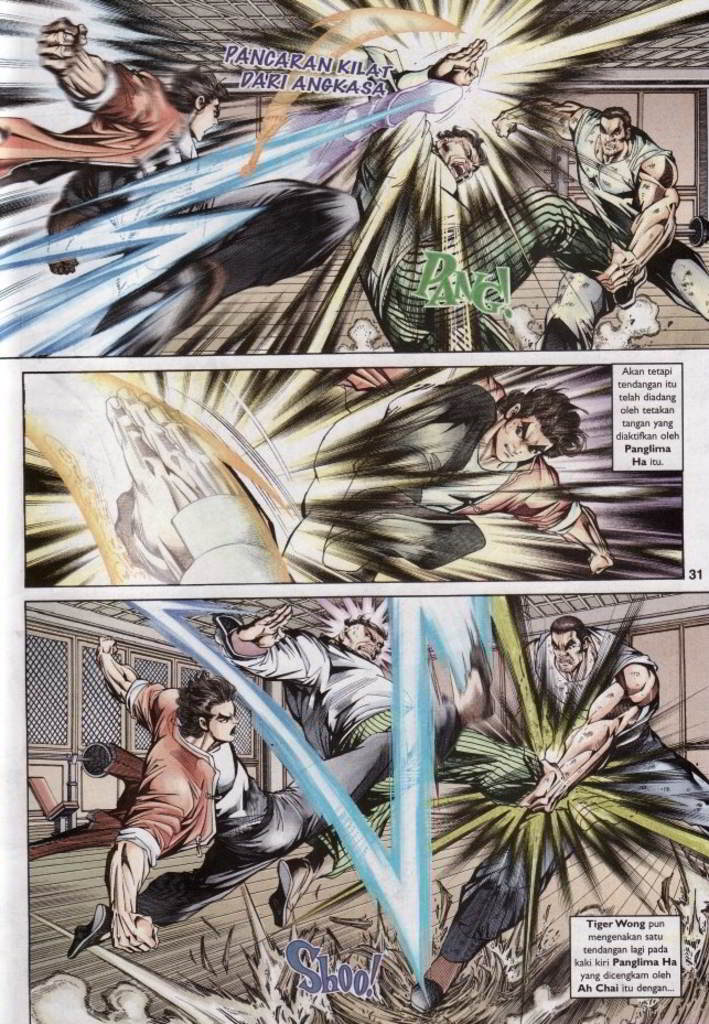 PANCARAN KILAT
DARI ANGKASA
PANG!
Akan tetapi
tendangan itu
telah diadang
oleh tetakan
tangan yang
diaktifkan oleh
Panglima
Ha itu.
31
Tiger Wong pun
mengenakan satu
tendangan lagi pada
kaki kiri Panglima Ha
yang dicengkam oleh
Ah Chai itu dengan...
Shoo!